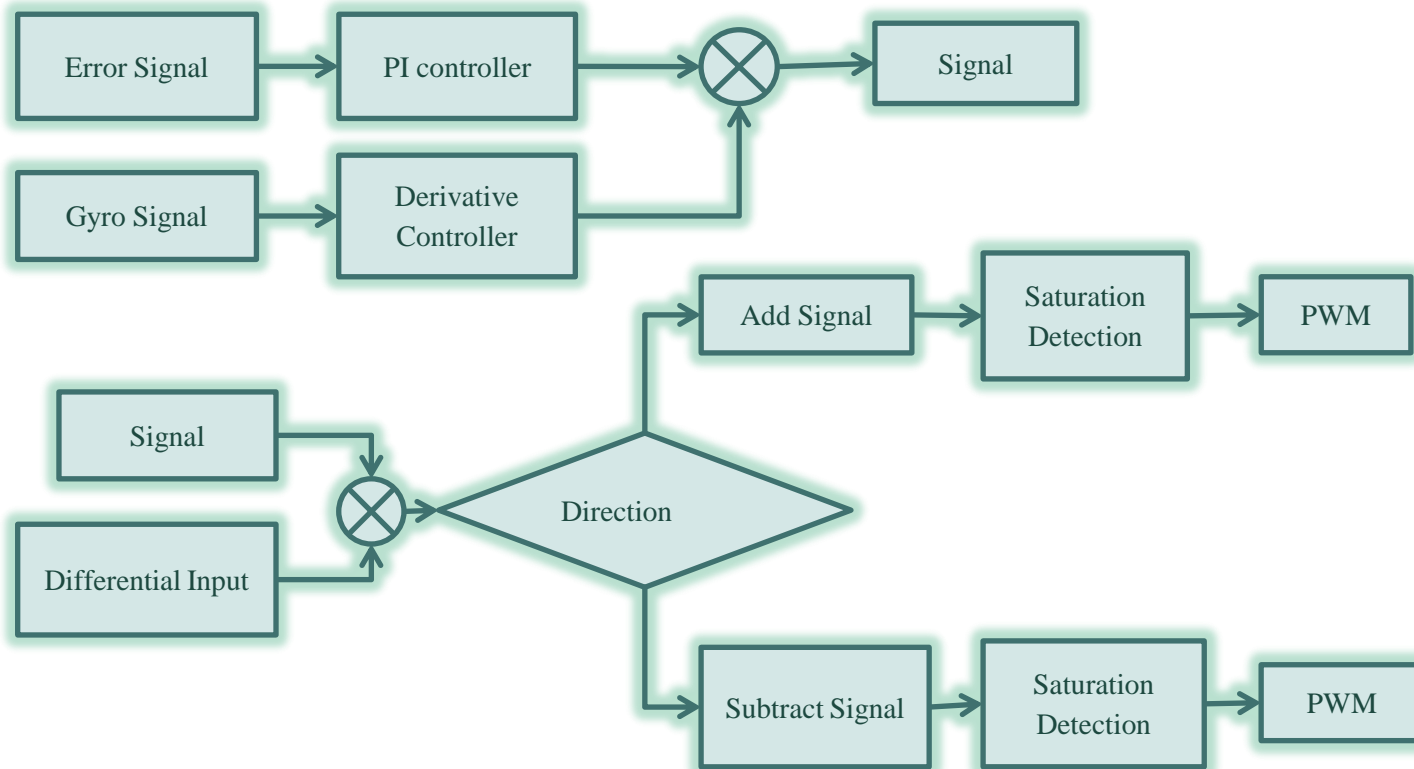 Error Signal
PI controller
Signal
Gyro Signal
Derivative
Controller
Add Signal
Saturation
Detection
PWM
Signal
Direction
Differential Input
Subtract Signal
Saturation
Detection
PWM